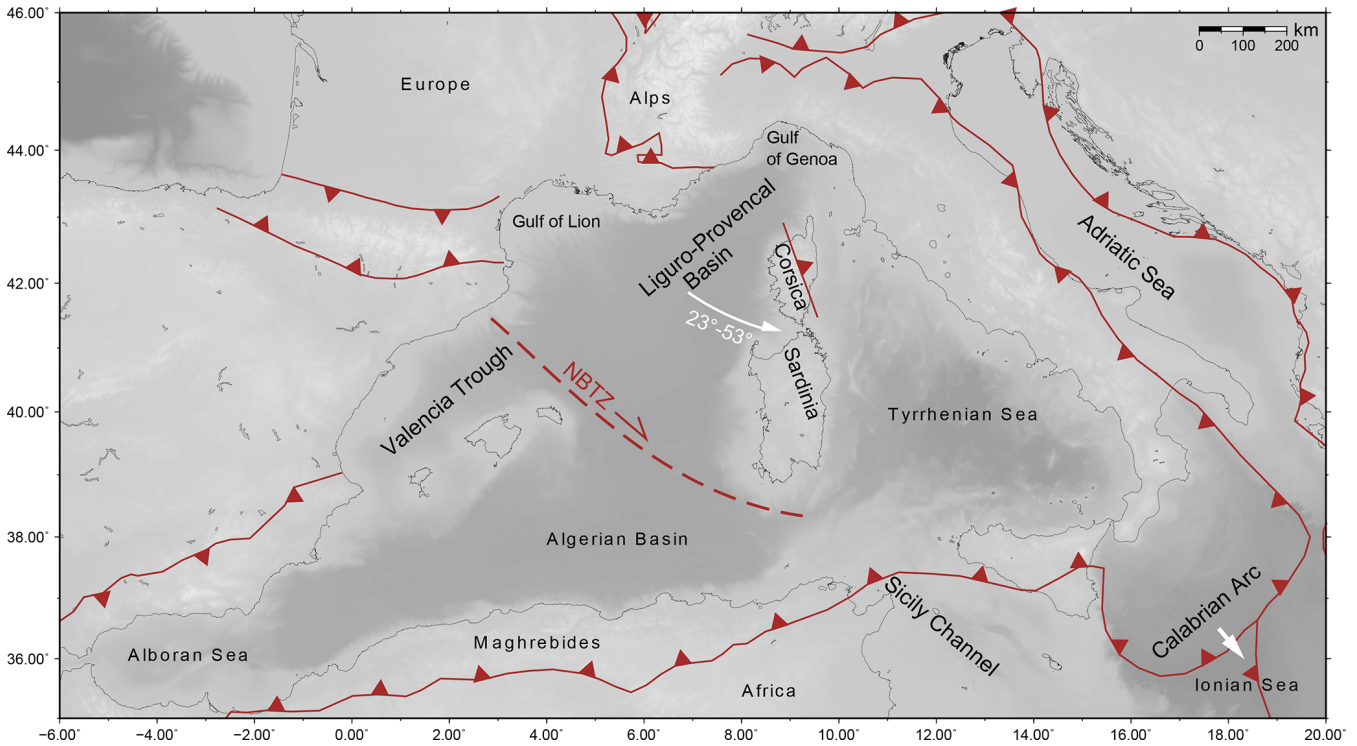 46.00°
km
0 100 200
Europe
Alps
44.00°
Gulf
of Genoa
Gulf of Lion
Liguro-Provencal
Basin
Corsica
Adriatic Sea
42.00°
23°-53°
NBTZ
Valencia Trough
Sardinia
40.00°
Tyrrhenian Sea
38.00°
Algerian Basin
Sicily Channel
Calabrian Arc
Maghrebides
36.00°
Alboran Sea
Africa
Ionian Sea
−6.00° −4.00° −2.00° 0.00° 2.00° 4.00° 6.00° 8.00° 10.00° 12.00° 14.00° 16.00° 18.00° 20.00°